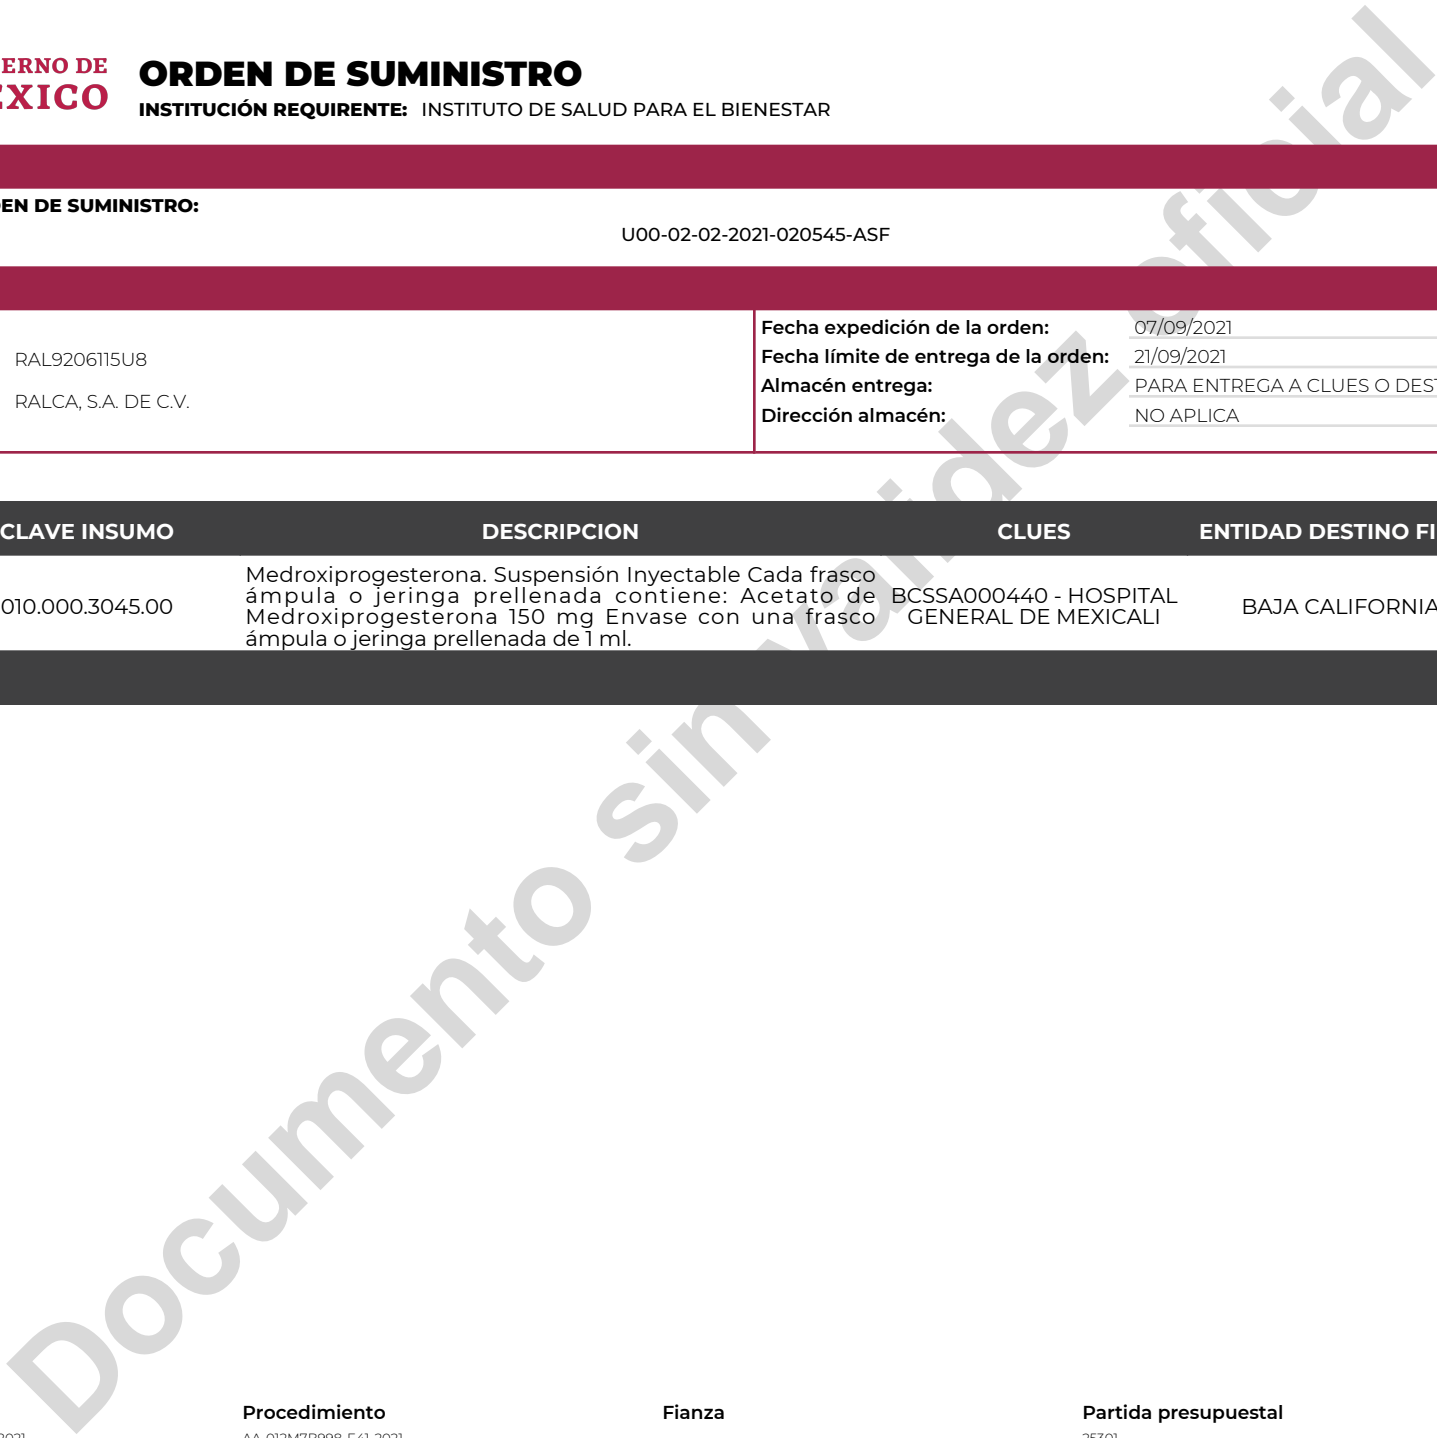 ERNO DE
ORDEN DE SUMINISTRO
INSTITUCIÓN REQUIRENTE: INSTITUTO DE SALUD PARA EL BIENESTAR
EN DE SUMINISTRO:
U00-02-02-2021-020545-ASF
RAL9206115U8
RALCA, S.A. DE C.V.
Fecha expedición de la orden: 07/09/2021
Fecha límite de entrega de la orden: 21/09/2021
Almacén entrega: PARA ENTREGA A CLUES O DEST
Dirección almacén: NO APLICA
CLAVE INSUMO DESCRIPCION CLUES ENTIDAD DESTINO FI
010.000.3045.00
Medroxiprogesterona. Suspensión Inyectable Cada frasco
ámpula o jeringa prellenada contiene: Acetato de
Medroxiprogesterona 150 mg Envase con una frasco
ámpula o jeringa prellenada de 1 ml.
BCSSA000440 - HOSPITAL
GENERAL DE MEXICALI
BAJA CALIFORNIA
Documento sin validez oficial
Procedimiento Fianza Partida presupuestal